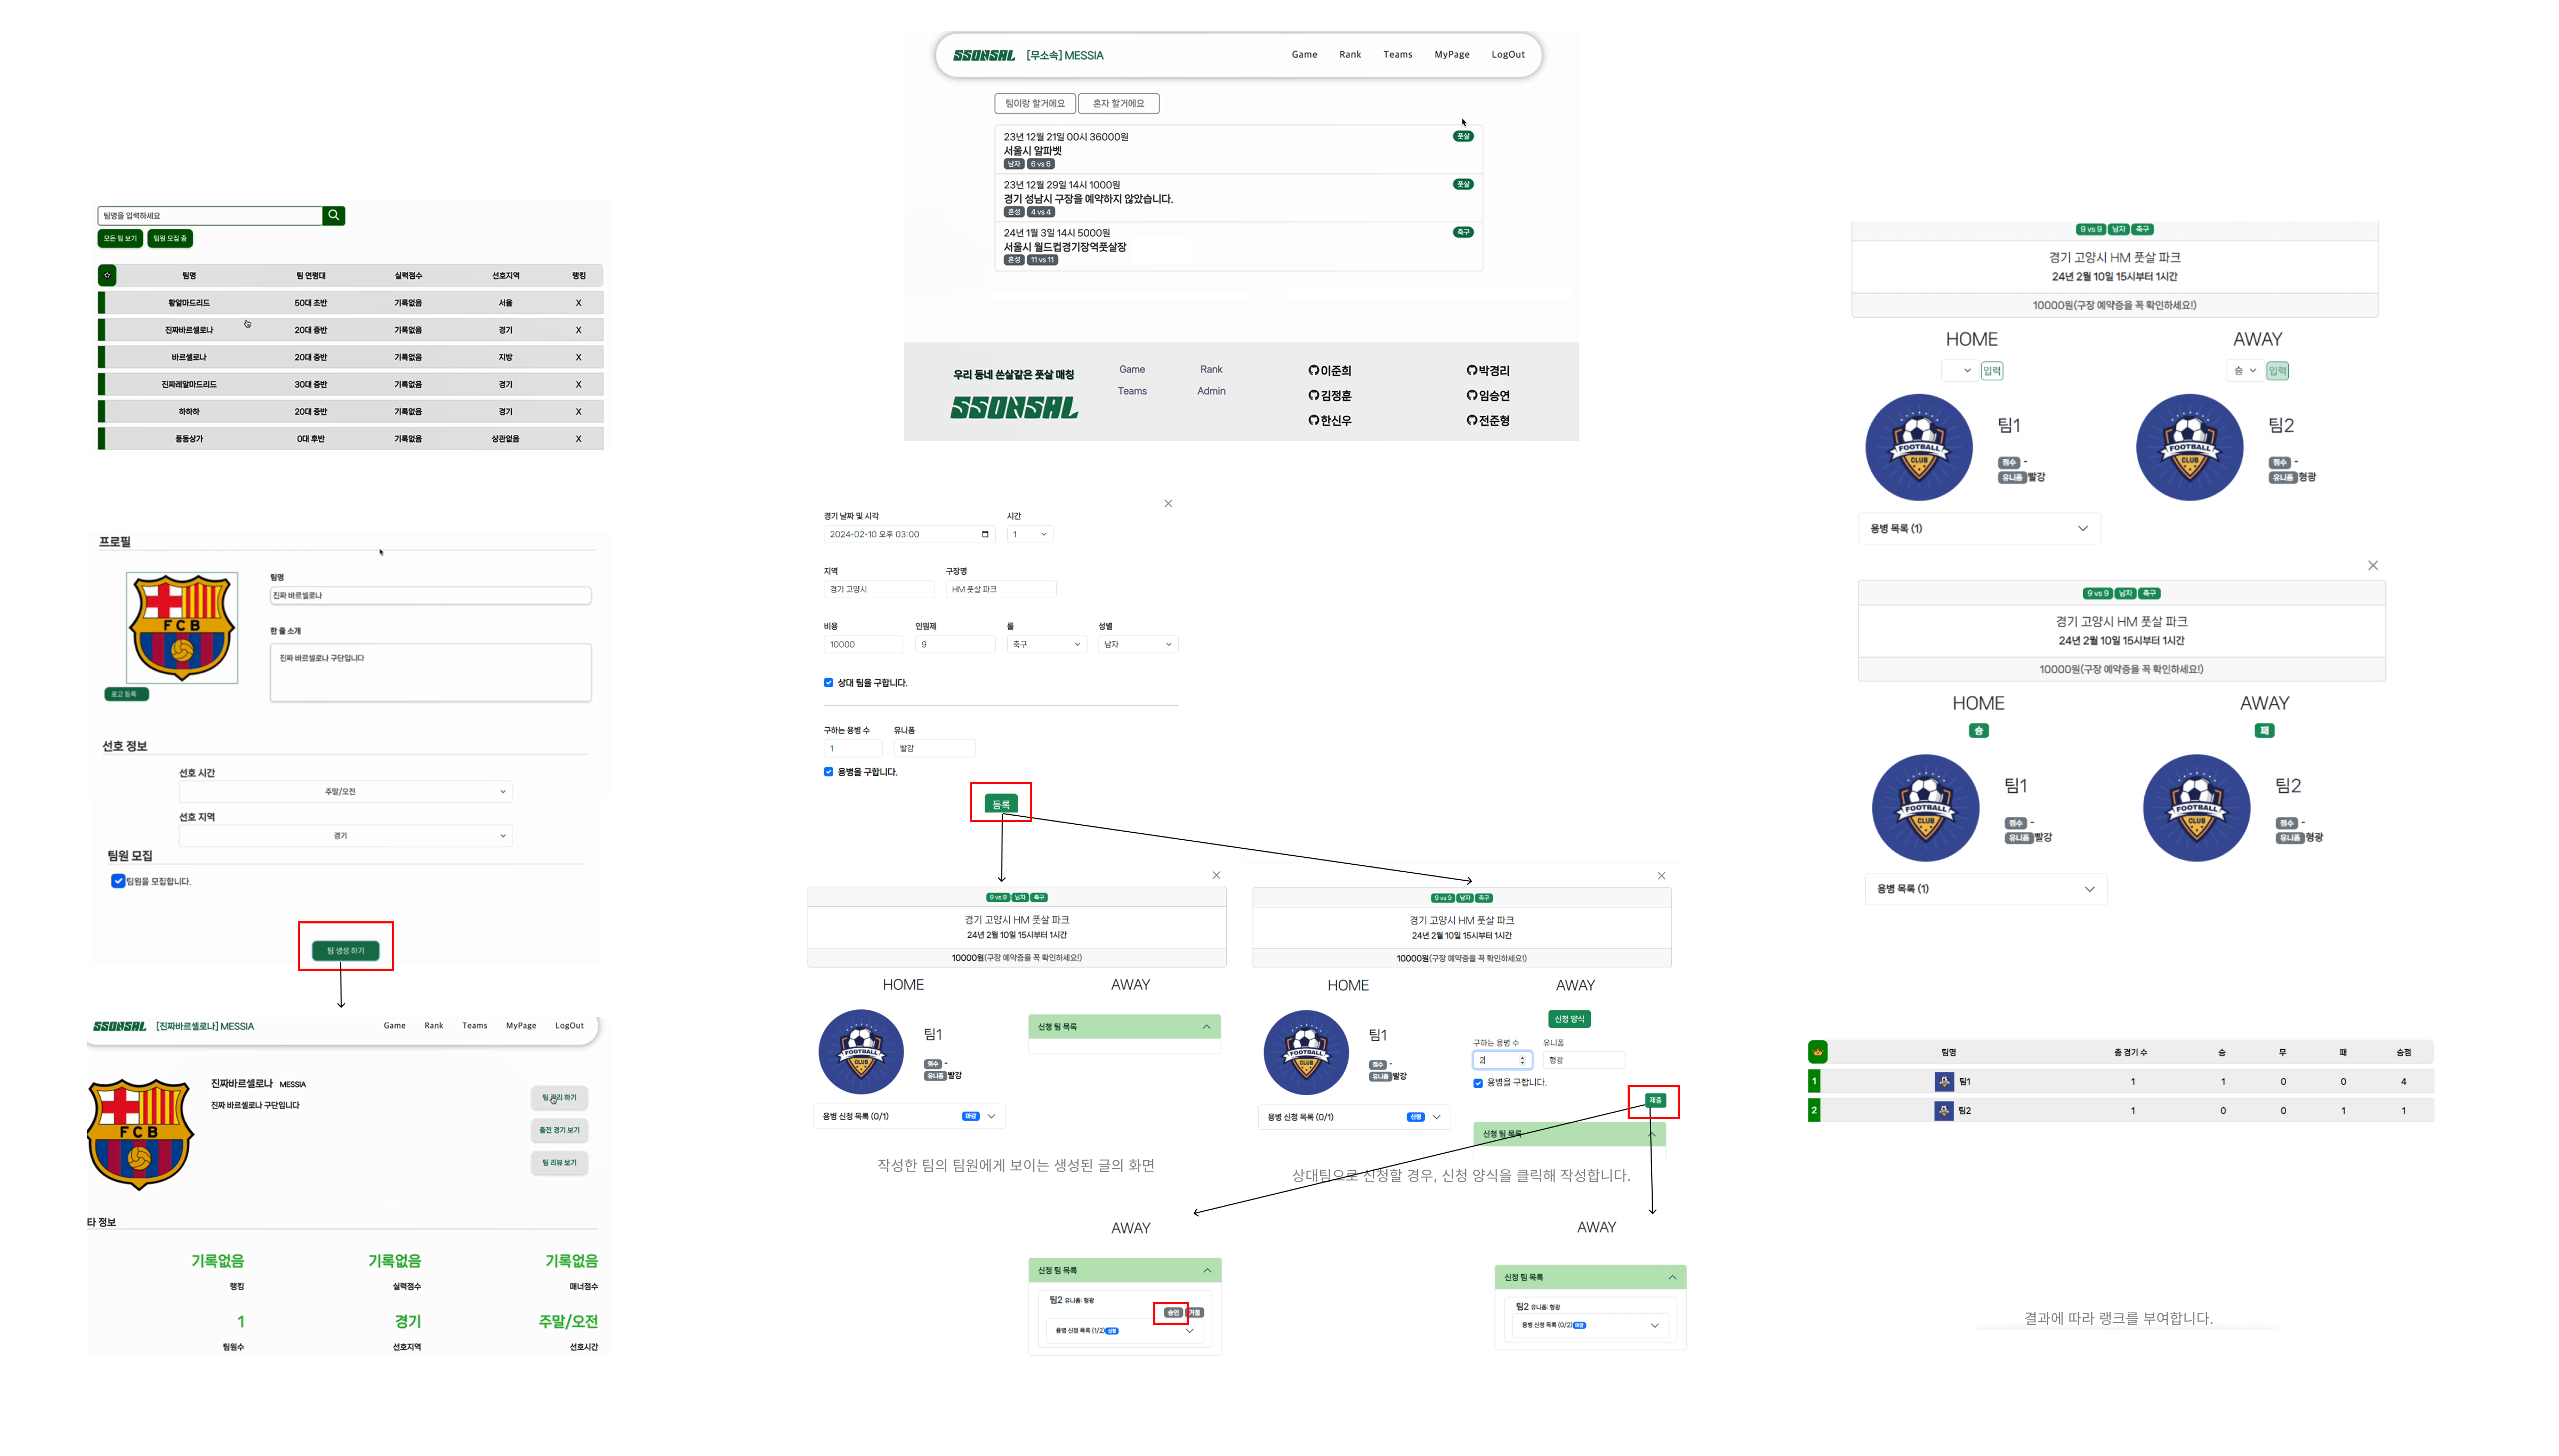 팀명을 입력하세요
모든 팀 보기
팀원 모집 중
팀명 팀 연령대 실력점수 선호지역 랭킹
황알마드리드 50대 초반 기록없음 서울 X
진짜바르셀로나 20대 중반 기록없음 경기 X
바르셀로나 20대 중반 기록없음 지방 X
진짜레알마드리드 30대 중반 기록없음 경기 X
하하하 20대 중반 기록없음 경기 X
풍동상가 0대 후반 기록없음 상관없음 X
프로필
FCB
팀명
진짜 바르셀로나
한 줄 소개
진짜 바르셀로나 구단입니다
로고 등록
선호 정보
선호 시간
주말/오전
선호 지역
경기
팀원 모집
팀원을 모집합니다.
팀 생성 하기
SSONSAL [진짜바르셀로나] MESSIA Game Rank Teams MyPage LogOut
FCB
진짜바르셀로나 MESSIA
진짜 바르셀로나 구단입니다
하기
출전 경기 보기
팀 리뷰 보기
타 정보
기록없음 기록없음 기록없음
랭킹 실력점수 매너점수
1 경기 주말/오전
팀원수 선호지역 선호시간
SSONSAL [무소속] MESSIA Game Rank Teams MyPage LogOut
팀이랑 할거에요
혼자 할거에요
23년 12월 21일 00시 36000원 풋살
서울시 알파벳
남자 6 vs 6
23년 12월 29일 14시 1000원 풋살
경기 성남시 구장을 예약하지 않았습니다.
혼성 4 vs 4
24년 1월 3일 14시 5000원 축구
서울시 월드컵경기장역풋살장
혼성 11 vs 11
우리 동네 쓴살같은 풋살 매칭
SSONSAL
Game Rank
Teams Admin
이준희 박경리
김정훈 임승연
한신우 전준형
경기 날짜 및 시각 시간
2024-02-10 오후 03:00 1
지역 구장명
경기 고양시 HM 풋살 파크
비용 인원제 룰 성별
10000 9 축구 남자
상대 팀을 구합니다.
구하는 용병 수 유니폼
1 빨강
용병을 구합니다.
등록
9 vs 9 남자 축구
경기 고양시 HM 풋살 파크
24년 2월 10일 15시부터 1시간
10000원(구장 예약증을 꼭 확인하세요!)
HOME AWAY
FOOTBALL CLUB
팀1
점수 -
유니폼 빨강
신청 팀 목록
용병 신청 목록 (0/1) 마감
작성한 팀의 팀원에게 보이는 생성된 글의 화면
9 vs 9 남자 축구
경기 고양시 HM 풋살 파크
24년 2월 10일 15시부터 1시간
10000원(구장 예약증을 꼭 확인하세요!)
HOME AWAY
FOOTBALL CLUB
팀1
점수 -
유니폼 빨강
용병 신청 목록 (0/1) 신청
신청 양식
구하는 용병 수 유니폼
2 형광
용병을 구합니다.
제출
신청 팀 목록
상대팀으로 신청할 경우, 신청 양식을 클릭해 작성합니다.
AWAY
신청 팀 목록
팀2 유니폼: 형광
승인 거절
용병 신청 목록 (1/2) 신청
AWAY
신청 팀 목록
팀2 유니폼: 형광
용병 신청 목록 (0/2) 마감
9 vs 9 남자 축구
경기 고양시 HM 풋살 파크
24년 2월 10일 15시부터 1시간
10000원(구장 예약증을 꼭 확인하세요!)
HOME AWAY
입력 승 입력
FOOTBALL CLUB
팀1
점수 -
유니폼 빨강
FOOTBALL CLUB
팀2
점수 -
유니폼 형광
용병 목록 (1)
9 vs 9 남자 축구
경기 고양시 HM 풋살 파크
24년 2월 10일 15시부터 1시간
10000원(구장 예약증을 꼭 확인하세요!)
HOME AWAY
승 패
FOOTBALL CLUB
팀1
점수 -
유니폼 빨강
FOOTBALL CLUB
팀2
점수 -
유니폼 형광
용병 목록 (1)
팀명 총 경기 수 승 무 패 승점
1 팀1 1 1 0 0 4
2 팀2 1 0 0 1 1
결과에 따라 랭크를 부여합니다.